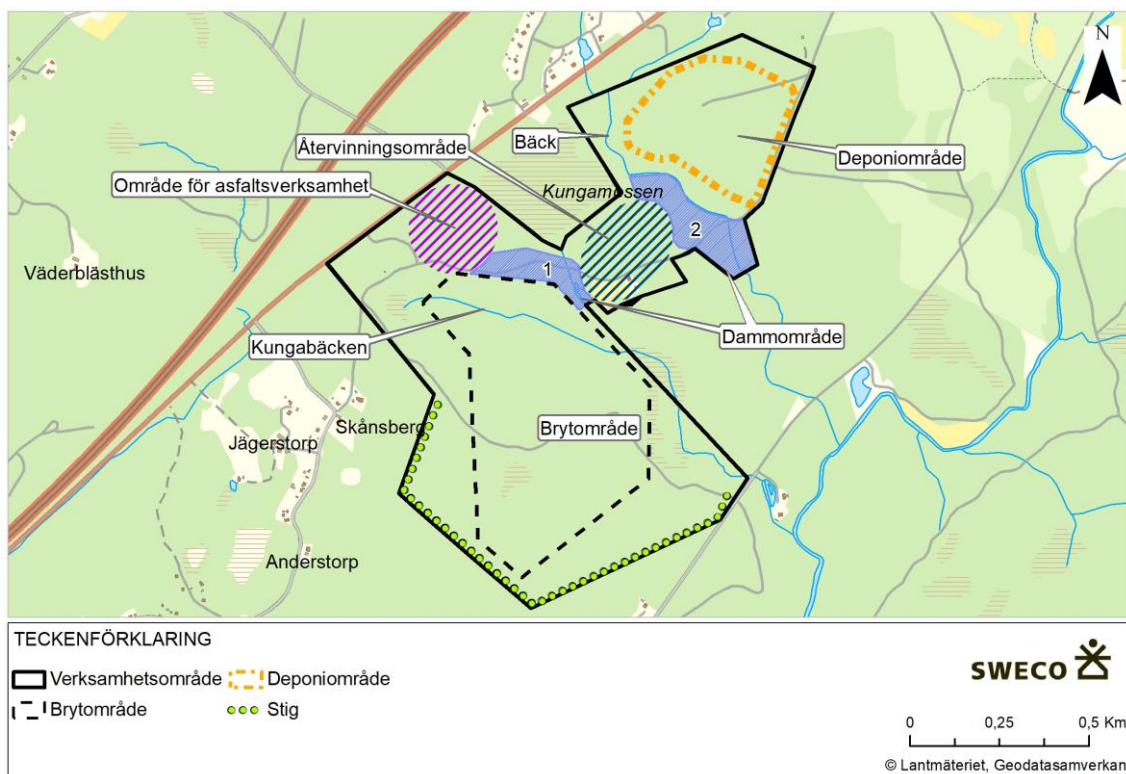 N
Bäck
Återvinningsområde
Deponiområde
Område för asfaltsverksamhet
Kungamossen
2
Väderblästhus
1
Dammområde
Kungabäcken
Skånsberg
Brytområde
Jägerstorp
Anderstorp
TECKENFÖRKLARING
Verksamhetsområde
Deponiområde
Brytområde
Stig
SWECO
0 0,25 0,5 Km
© Lantmäteriet, Geodatasamverkan